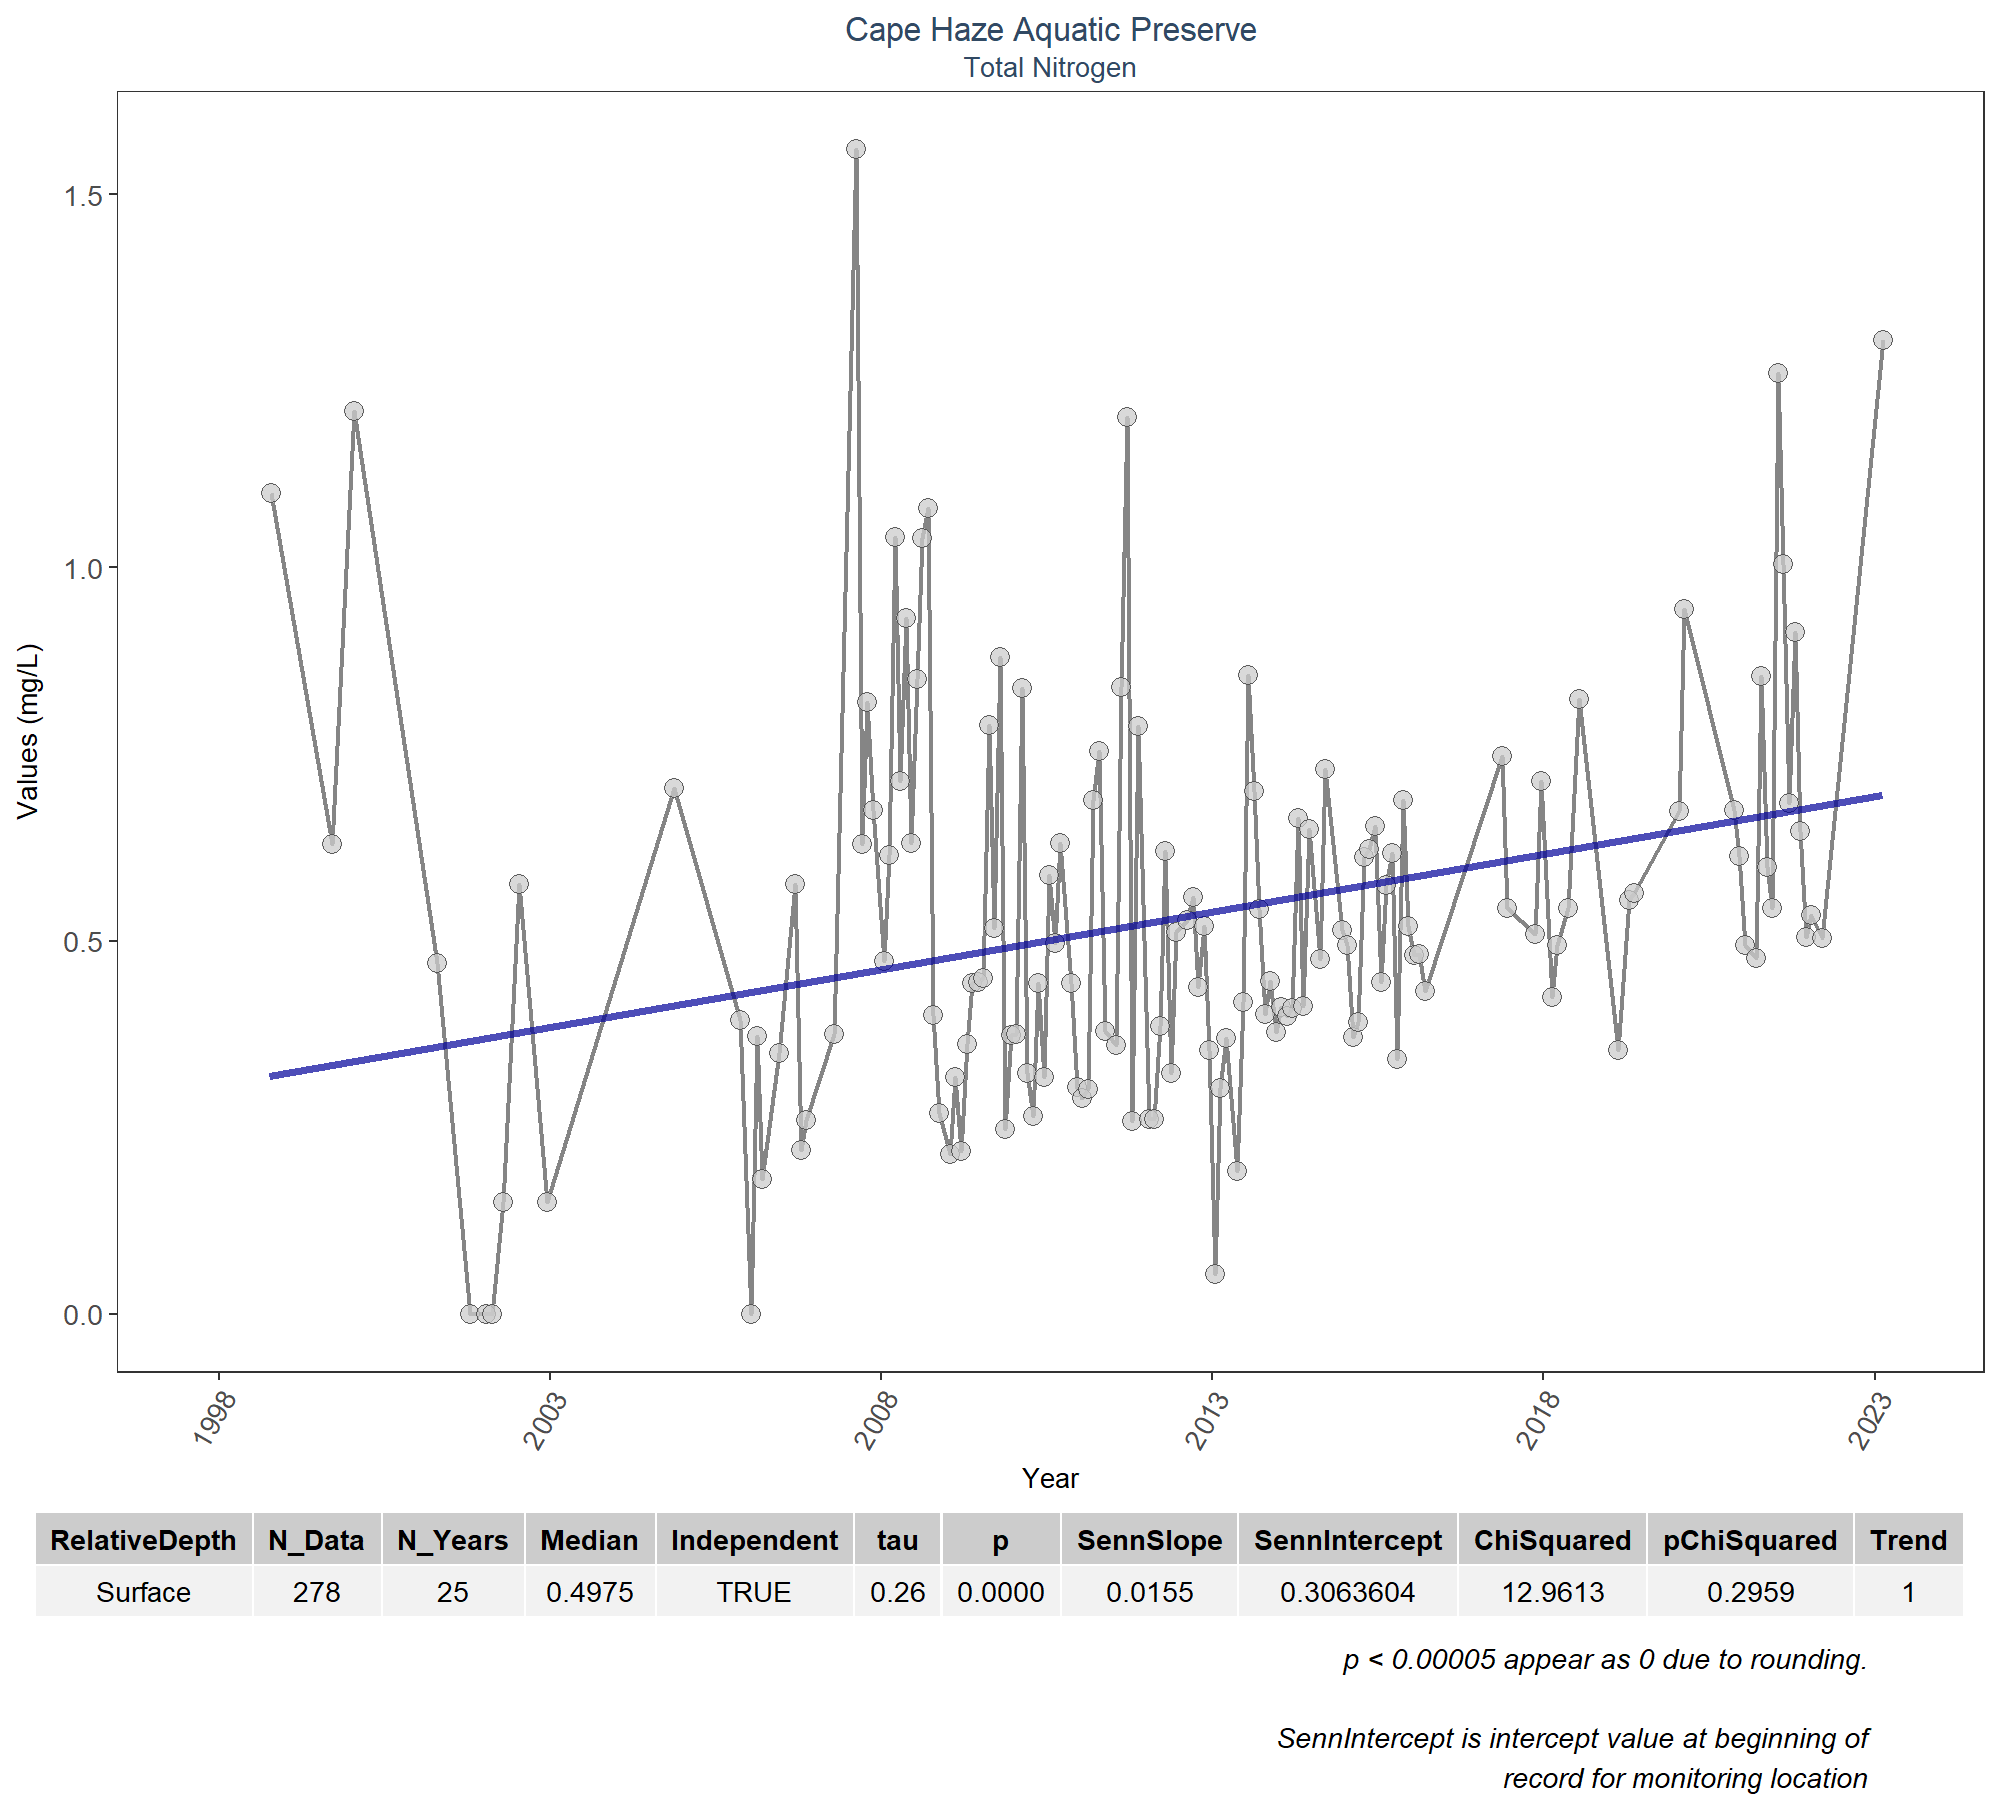 Cape Haze Aquatic Preserve
Total Nitrogen
Values (mg/L)
1.5
1.0
0.5
0.0
1998 2003 2008 2013 2018 2023
Year
RelativeDepth N_Data N_Years Median Independent tau p SennSlope SennIntercept ChiSquared pChiSquared Trend
Surface 278 25 0.4975 TRUE 0.26 0.0000 0.0155 0.3063604 12.9613 0.2959 1
p < 0.00005 appear as 0 due to rounding.
SennIntercept is intercept value at beginning of
record for monitoring location